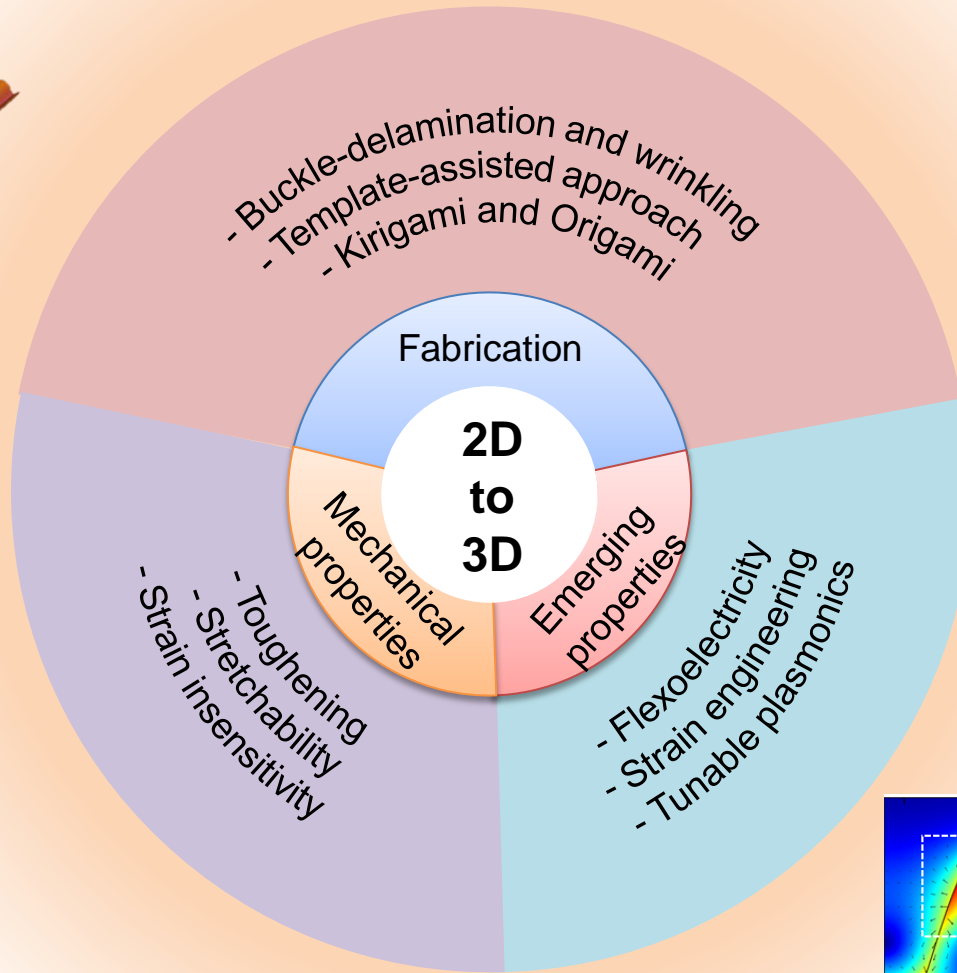 - Buckle-delamination and wrinkling
- Template-assisted approach
- Kirigami and Origami
Fabrication
2D
to
3D
Mechanical
properties
Emerging
properties
- Toughening
- Stretchability
- Strain insensitivity
- Flexoelectricity
- Strain engineering
- Tunable plasmonics